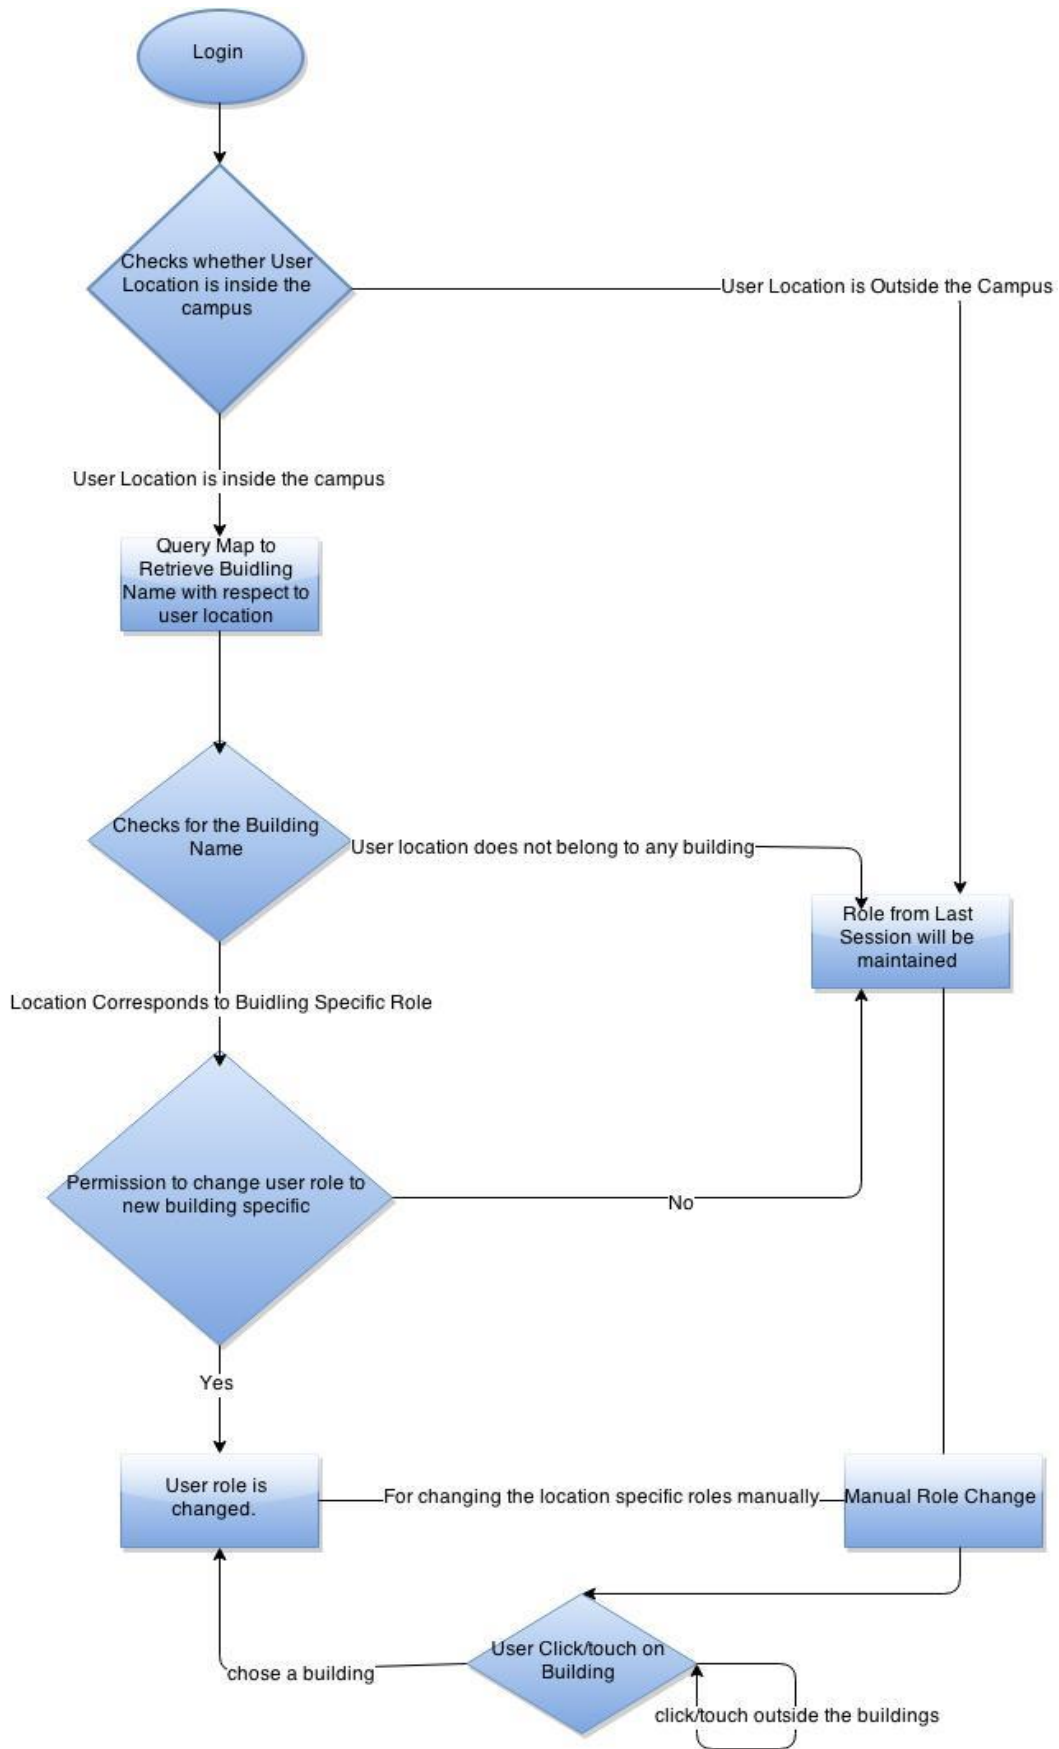 Login
Checks whether User
Location is inside the
campus
User Location is Outside the Campus
User Location is inside the campus
Query Map to
Retrieve Buidling
Name with respect to
user location
Checks for the Building
Name
User location does not belong to any building
Role from Last
Session will be
maintained
Location Corresponds to Buidling Specific Role
Permission to change user role to
new building specific
No
Yes
User role is
changed.
For changing the location specific roles manually
Manual Role Change
User Click/touch on
Building
chose a building
click/touch outside the buildings